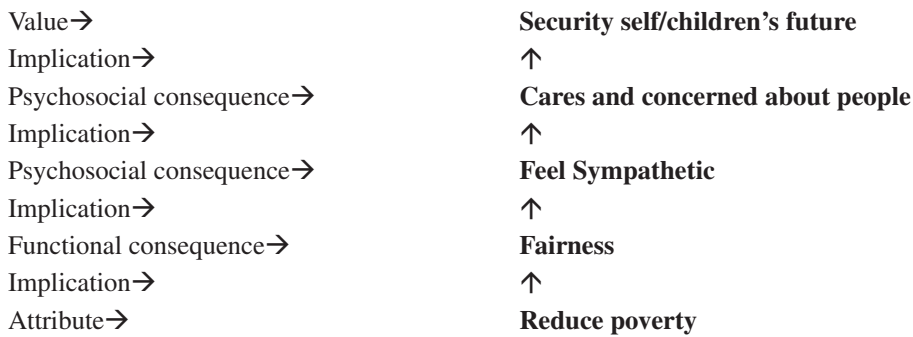 Value→ Security self/children’s future
Implication→ ↑
Psychosocial consequence→ Cares and concerned about people
Implication→ ↑
Psychosocial consequence→ Feel Sympathetic
Implication→ ↑
Functional consequence→ Fairness
Implication→ ↑
Attribute→ Reduce poverty